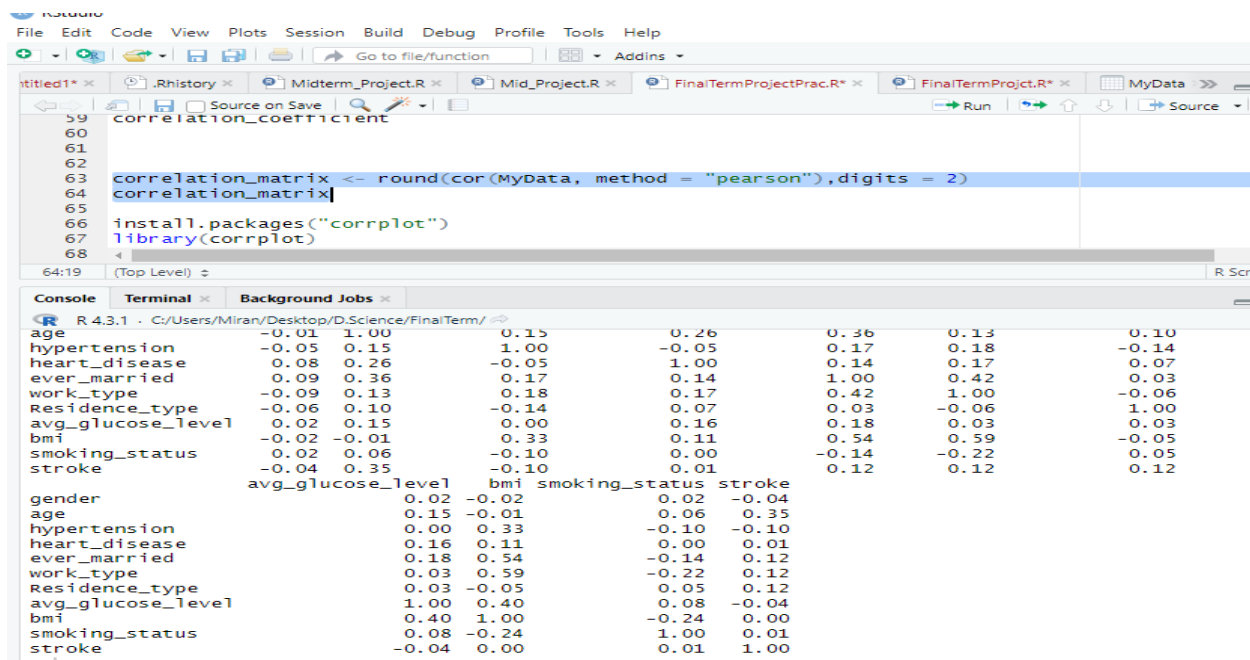 RStudio
File Edit Code View Plots Session Build Debug Profile Tools Help
Go to file/function Addins
ntitled1* .Rhistory Midterm_Project.R Mid_Project.R FinalTermProjectPrac.R* FinalTermProjct.R* MyData
Source on Save Run Source
59 correlation_coefficient
60
61
62
63 correlation_matrix <- round(cor(MyData, method = "pearson"),digits = 2)
64 correlation_matrix
65
66 install.packages("corrplot")
67 library(corrplot)
68
64:19 (Top Level) R Scr
Console Terminal Background Jobs
R 4.3.1 · C:/Users/Miran/Desktop/D.Science/FinalTerm/
age -0.01 1.00 0.15 0.26 0.36 0.13 0.10
hypertension -0.05 0.15 1.00 -0.05 0.17 0.18 -0.14
heart_disease 0.08 0.26 -0.05 1.00 0.14 0.17 0.07
ever_married 0.09 0.36 0.17 0.14 1.00 0.42 0.03
work_type -0.09 0.13 0.18 0.17 0.42 1.00 -0.06
Residence_type -0.06 0.10 -0.14 0.07 0.03 -0.06 1.00
avg_glucose_level 0.02 0.15 0.00 0.16 0.18 0.03 0.03
bmi -0.02 -0.01 0.33 0.11 0.54 0.59 -0.05
smoking_status 0.02 0.06 -0.10 0.00 -0.14 -0.22 0.05
stroke -0.04 0.35 -0.10 0.01 0.12 0.12 0.12
avg_glucose_level bmi smoking_status stroke
gender 0.02 -0.02 0.02 -0.04
age 0.15 -0.01 0.06 0.35
hypertension 0.00 0.33 -0.10 -0.10
heart_disease 0.16 0.11 0.00 0.01
ever_married 0.18 0.54 -0.14 0.12
work_type 0.03 0.59 -0.22 0.12
Residence_type 0.03 -0.05 0.05 0.12
avg_glucose_level 1.00 0.40 0.08 -0.04
bmi 0.40 1.00 -0.24 0.00
smoking_status 0.08 -0.24 1.00 0.01
stroke -0.04 0.00 0.01 1.00